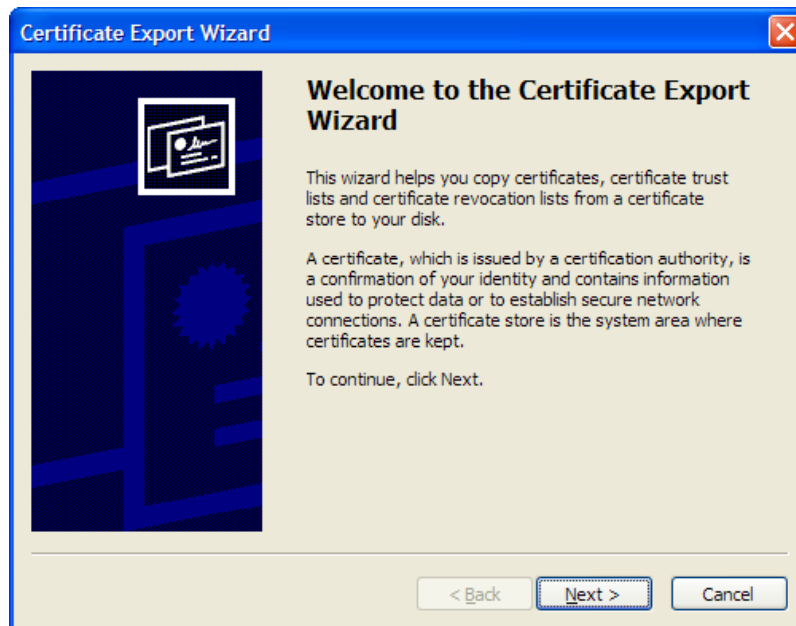 Certificate Export Wizard
Welcome to the Certificate Export
Wizard
This wizard helps you copy certificates, certificate trust
lists and certificate revocation lists from a certificate
store to your disk.
A certificate, which is issued by a certification authority, is
a confirmation of your identity and contains information
used to protect data or to establish secure network
connections. A certificate store is the system area where
certificates are kept.
To continue, click Next.
< Back Next > Cancel